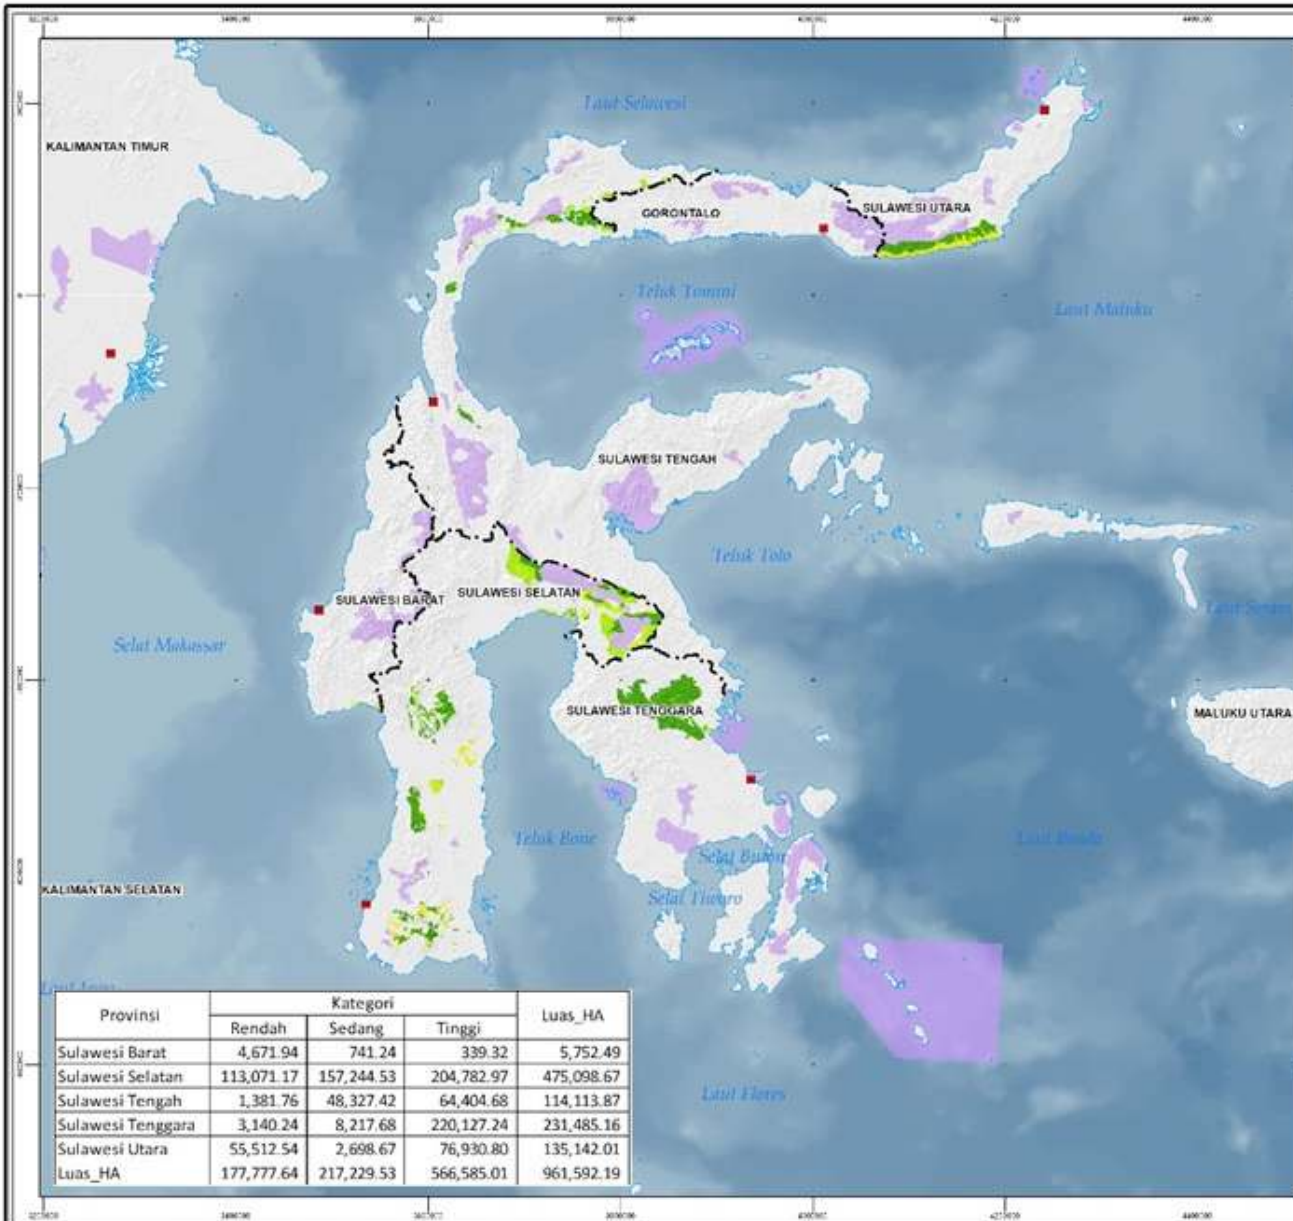 Laut Sulawesi
KALIMANTAN TIMUR
GORONTALO
SULAWESI UTARA
Teluk Tomini
Laut Maluku
SULAWESI TENGAH
Teluk Tolo
SULAWESI SELATAN
SULAWESI BARAT
Selat Makassar
SULAWESI TENGGARA
MALUKU UTARA
Teluk Bone
Laut Banda
Selat Buton
KALIMANTAN SELATAN
Selat Tiworo
Laut Flores
Provinsi Kategori Luas_HA
Rendah Sedang Tinggi
Sulawesi Barat 4,671.94 741.24 339.32 5,752.49
Sulawesi Selatan 113,071.17 157,244.53 204,782.97 475,098.67
Sulawesi Tengah 1,381.76 48,327.42 64,404.68 114,113.87
Sulawesi Tenggara 3,140.24 8,217.68 220,127.24 231,485.16
Sulawesi Utara 55,512.54 2,698.67 76,930.80 135,142.01
Luas_HA 177,777.64 217,229.53 566,585.01 961,592.19